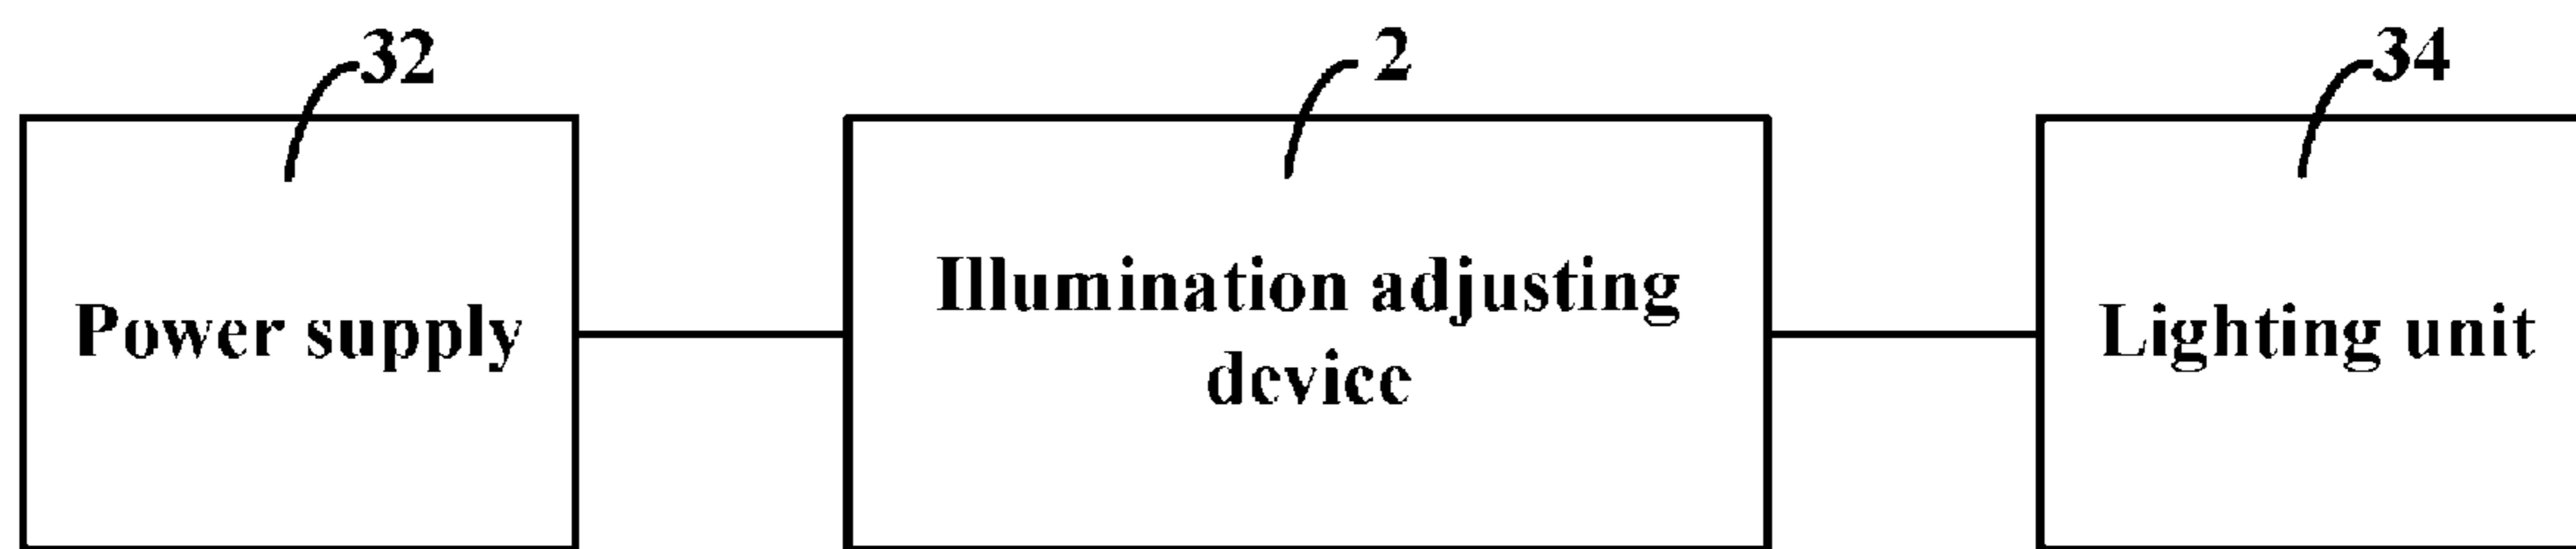 32
2
34
Power supply
Illumination adjusting
device
Lighting unit